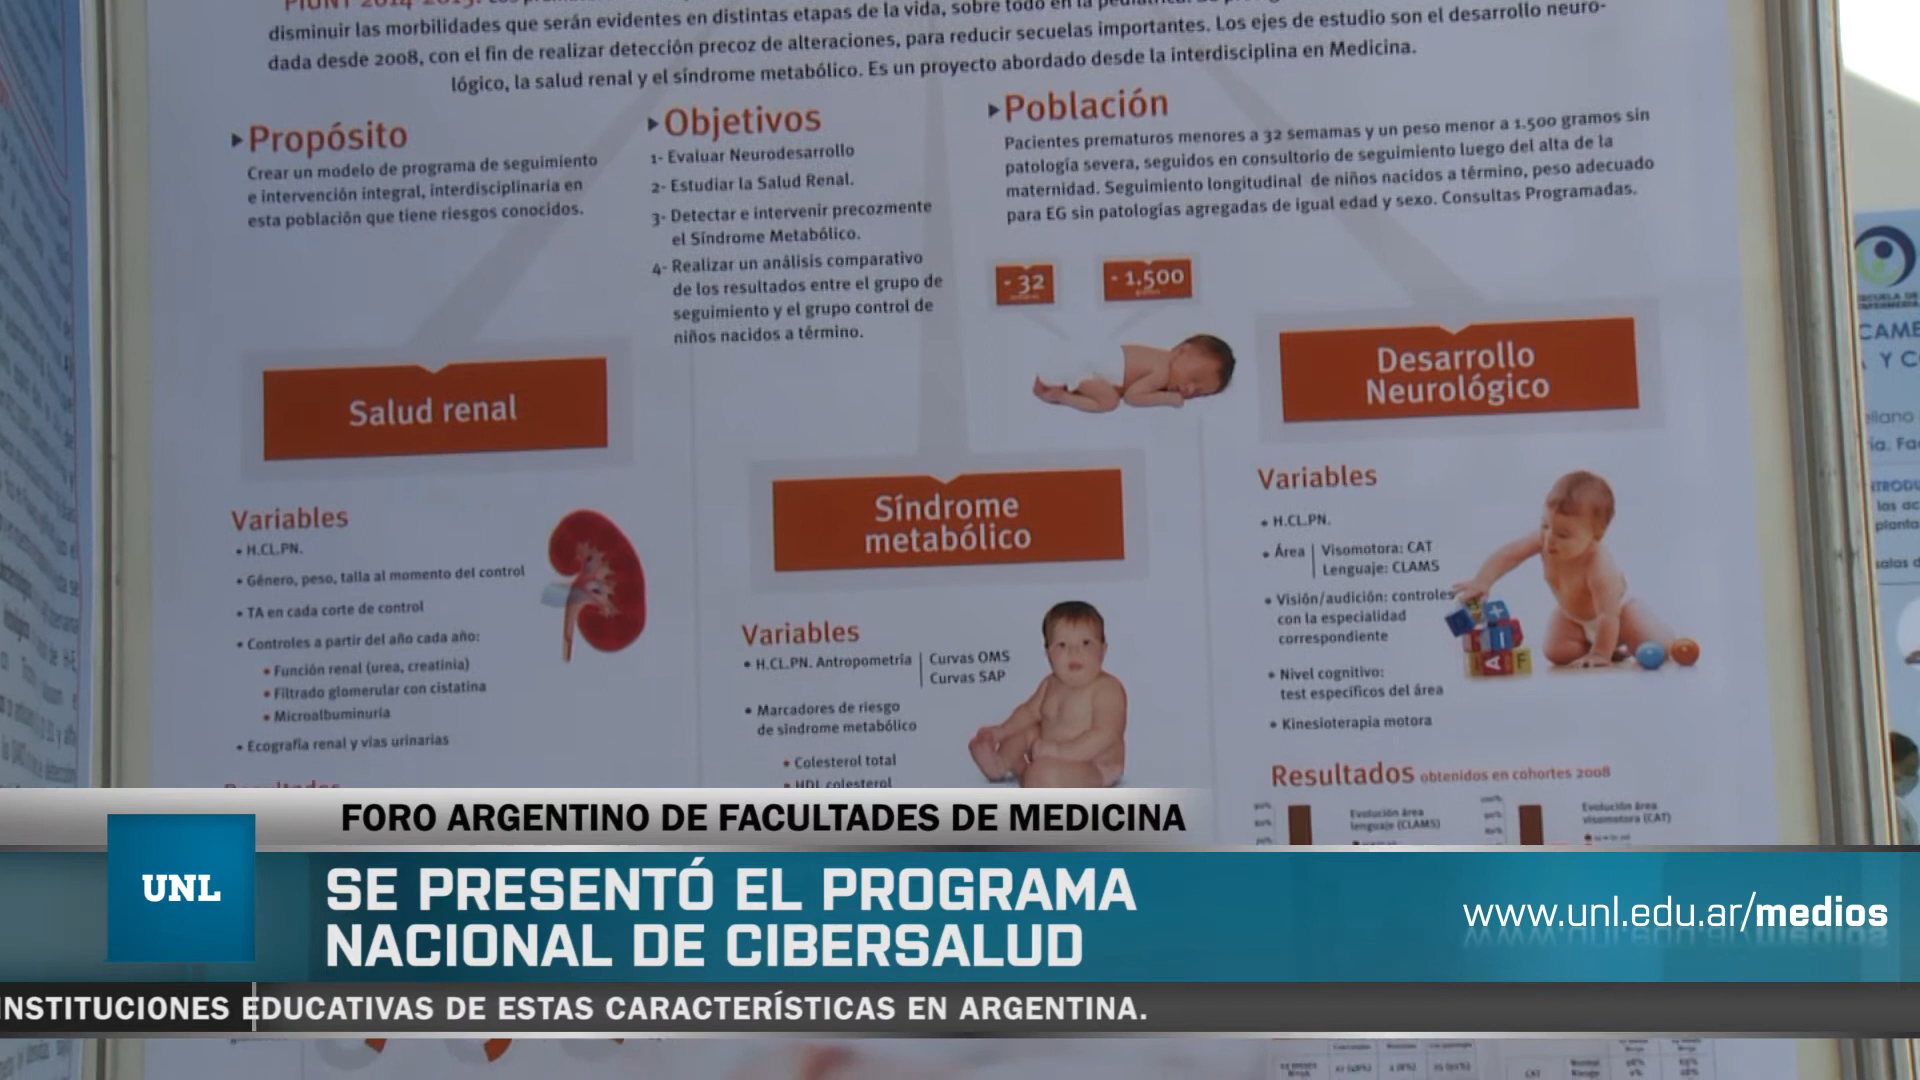 PIUNT 2014-2015.
disminuir las morbilidades que serán evidentes en distintas etapas de la vida, sobre todo en la
dada desde 2008, con el fin de realizar detección precoz de alteraciones, para reducir secuelas importantes. Los ejes de estudio son el desarrollo neuro-
lógico, la salud renal y el síndrome metabólico. Es un proyecto abordado desde la interdisciplina en Medicina.
Propósito
Crear un modelo de programa de seguimiento
e intervención integral, interdisciplinaria en
esta población que tiene riesgos conocidos.
Objetivos
1- Evaluar Neurodesarrollo
2- Estudiar la Salud Renal.
3- Detectar e intervenir precozmente
el Síndrome Metabólico.
4- Realizar un análisis comparativo
de los resultados entre el grupo de
seguimiento y el grupo control de
niños nacidos a término.
Población
Pacientes prematuros menores a 32 semamas y un peso menor a 1.500 gramos sin
patología severa, seguidos en consultorio de seguimiento luego del alta de la
maternidad. Seguimiento longitudinal de niños nacidos a término, peso adecuado
para EG sin patologías agregadas de igual edad y sexo. Consultas Programadas.
- 32
- 1.500
Salud renal
Variables
• H.CL.PN.
• Género, peso, talla al momento del control
• TA en cada corte de control
• Controles a partir del año cada año:
• Función renal (urea, creatinia)
• Filtrado glomerular con cistatina
• Microalbuminuria
• Ecografía renal y vías urinarias
Resultados
Síndrome
metabólico
Variables
• H.CL.PN. Antropometría | Curvas OMS
Curvas SAP
• Marcadores de riesgo
de síndrome metabólico
• Colesterol total
• HDL colesterol
Desarrollo
Neurológico
Variables
• H.CL.PN.
• Área | Visomotora: CAT
Lenguaje: CLAMS
• Visión/audición: controles
con la especialidad
correspondiente
• Nivel cognitivo:
test específicos del área
• Kinesioterapia motora
Resultados obtenidos en cohortes 2008
Evolución área
lenguaje (CLAMS)
Evolución área
visomotora (CAT)
FORO ARGENTINO DE FACULTADES DE MEDICINA
UNL
SE PRESENTÓ EL PROGRAMA
NACIONAL DE CIBERSALUD
www.unl.edu.ar/medios
INSTITUCIONES EDUCATIVAS DE ESTAS CARACTERÍSTICAS EN ARGENTINA.